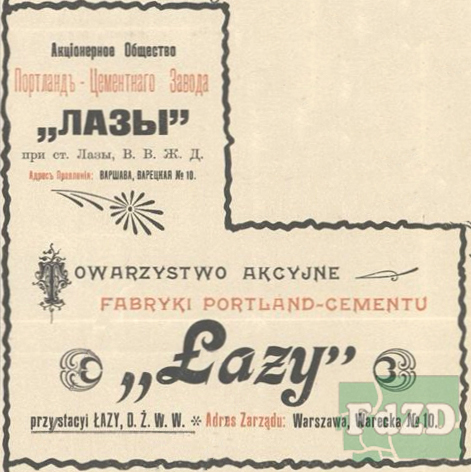 Акціонерное Общество
Портландъ-Цементнаго Завода
„ЛАЗЫ"
при ст. Лазы, В. В. Ж. Д.
Адресъ Правленія: ВАРШАВА, ВАРЕЦКАЯ № 10.
TOWARZYSTWO AKCYJNE
FABRYKI PORTLAND-CEMENTU
„Łazy"
przy stacyi ŁAZY, D. Ż. W. W. * Adres Zarządu: Warszawa, Warecka № 10.